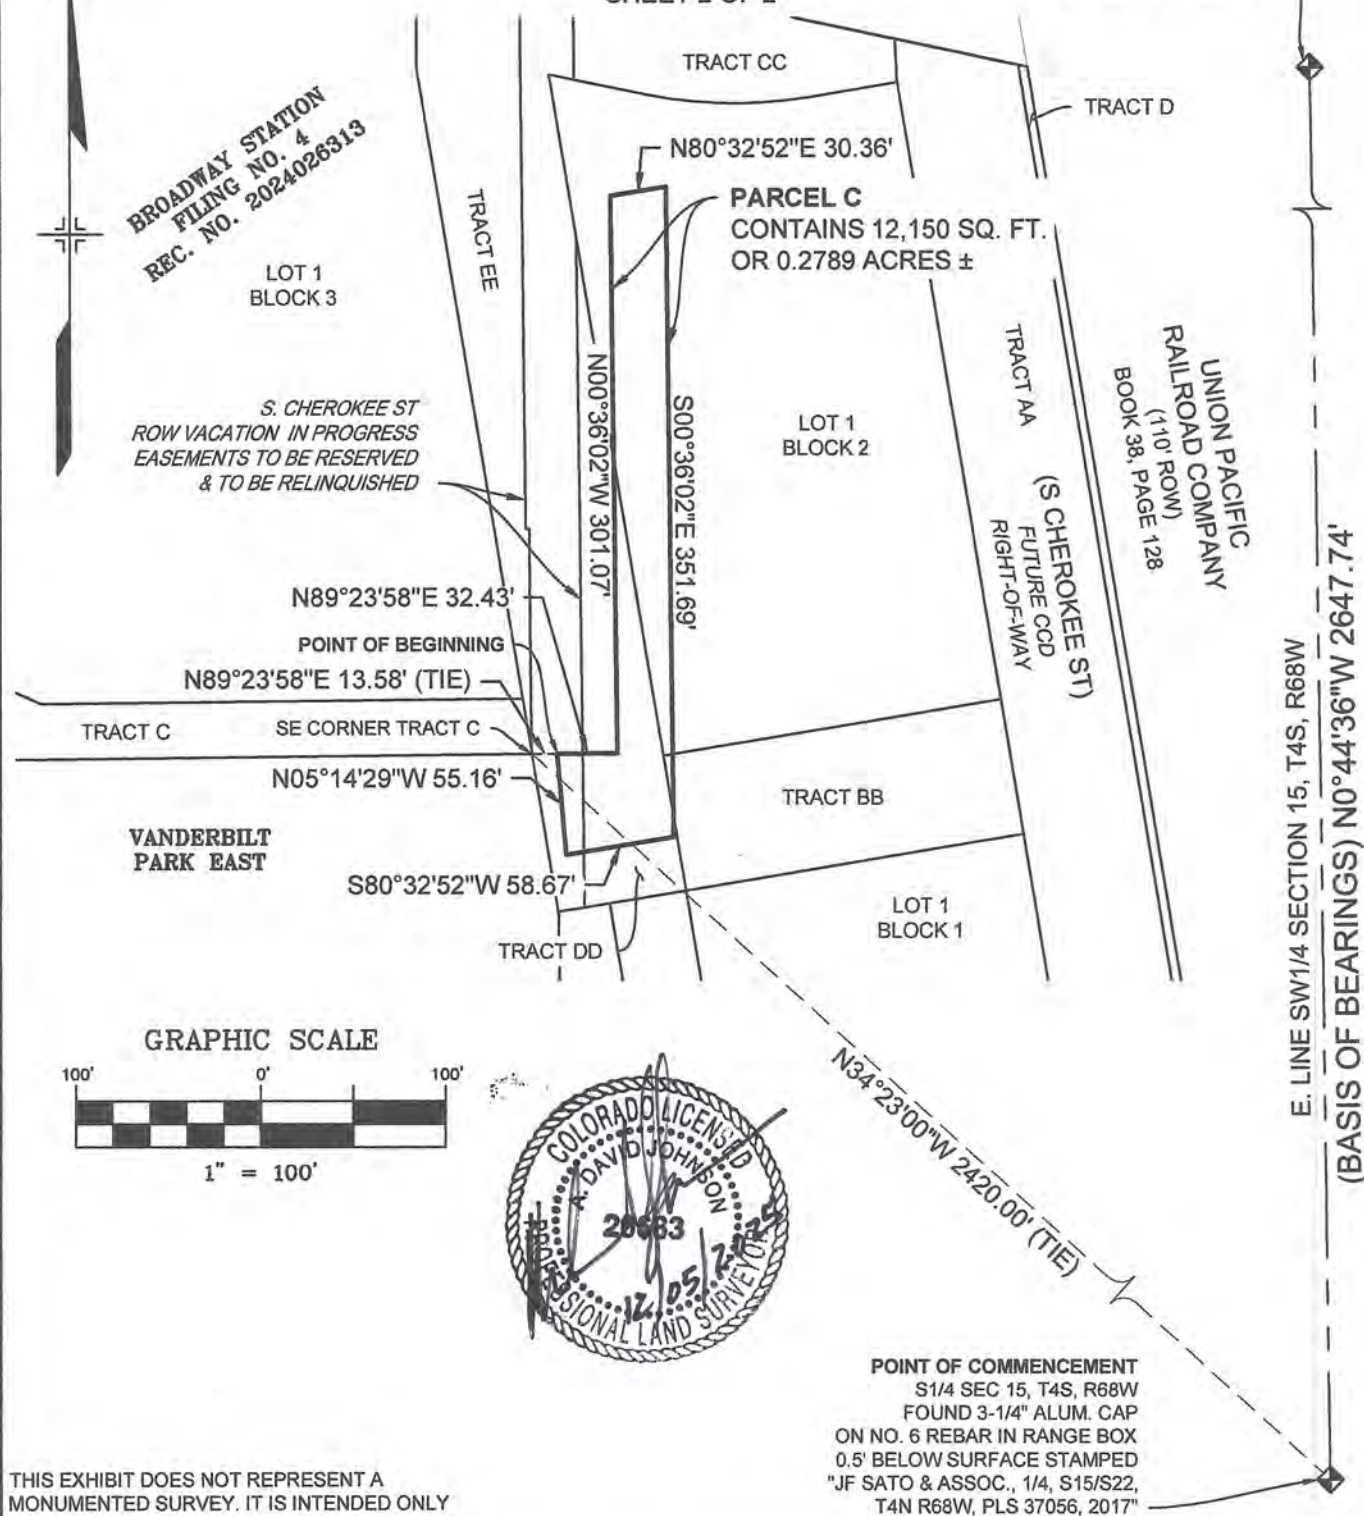 TRACT CC
TRACT D
BROADWAY STATION
FILING NO. 4
REC. NO. 2024026313
N80°32'52"E 30.36'
PARCEL C
CONTAINS 12,150 SQ. FT.
OR 0.2789 ACRES ±
TRACT EE
LOT 1
BLOCK 3
S. CHEROKEE ST
ROW VACATION IN PROGRESS
EASEMENTS TO BE RESERVED
& TO BE RELINQUISHED
N00°36'02"W 301.07'
S00°36'02"E 351.69'
LOT 1
BLOCK 2
TRACT AA
(S CHEROKEE ST)
FUTURE CCD
RIGHT-OF-WAY
UNION PACIFIC
RAILROAD COMPANY
(110' ROW)
BOOK 38, PAGE 128
N89°23'58"E 32.43'
POINT OF BEGINNING
N89°23'58"E 13.58' (TIE)
TRACT C
SE CORNER TRACT C
N05°14'29"W 55.16'
TRACT BB
VANDERBILT
PARK EAST
S80°32'52"W 58.67'
LOT 1
BLOCK 1
TRACT DD
E. LINE SW1/4 SECTION 15, T4S, R68W
(BASIS OF BEARINGS) N0°44'36"W 2647.74'
GRAPHIC SCALE
100' 0' 100'
1" = 100'
N34°23'00"W 2420.00' (TIE)
COLORADO LICENSED
A. DAVID JOHNSON
PROFESSIONAL LAND SURVEYOR
POINT OF COMMENCEMENT
S1/4 SEC 15, T4S, R68W
FOUND 3-1/4" ALUM. CAP
ON NO. 6 REBAR IN RANGE BOX
0.5' BELOW SURFACE STAMPED
"JF SATO & ASSOC., 1/4, S15/S22,
T4N R68W, PLS 37056, 2017"
THIS EXHIBIT DOES NOT REPRESENT A
MONUMENTED SURVEY. IT IS INTENDED ONLY